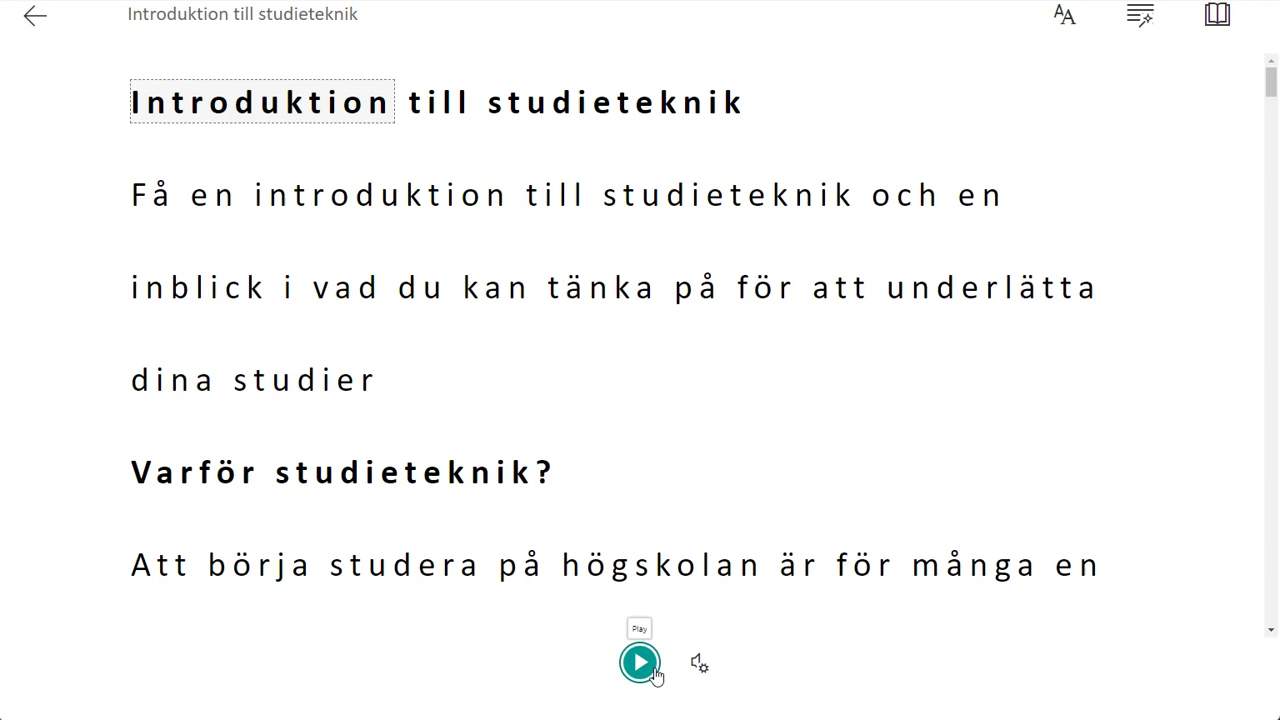 Introduktion till studieteknik
Introduktion till studieteknik
Få en introduktion till studieteknik och en
inblick i vad du kan tänka på för att underlätta
dina studier
Varför studieteknik?
Att börja studera på högskolan är för många en
Play